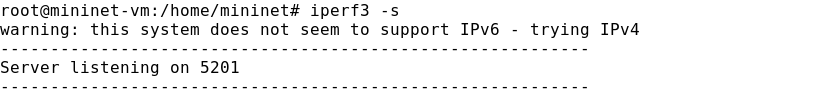 root@mininet-vm:/home/mininet# iperf3 -s
warning: this system does not seem to support IPv6 - trying IPv4
-----------------------------------------------------------
Server listening on 5201
-----------------------------------------------------------